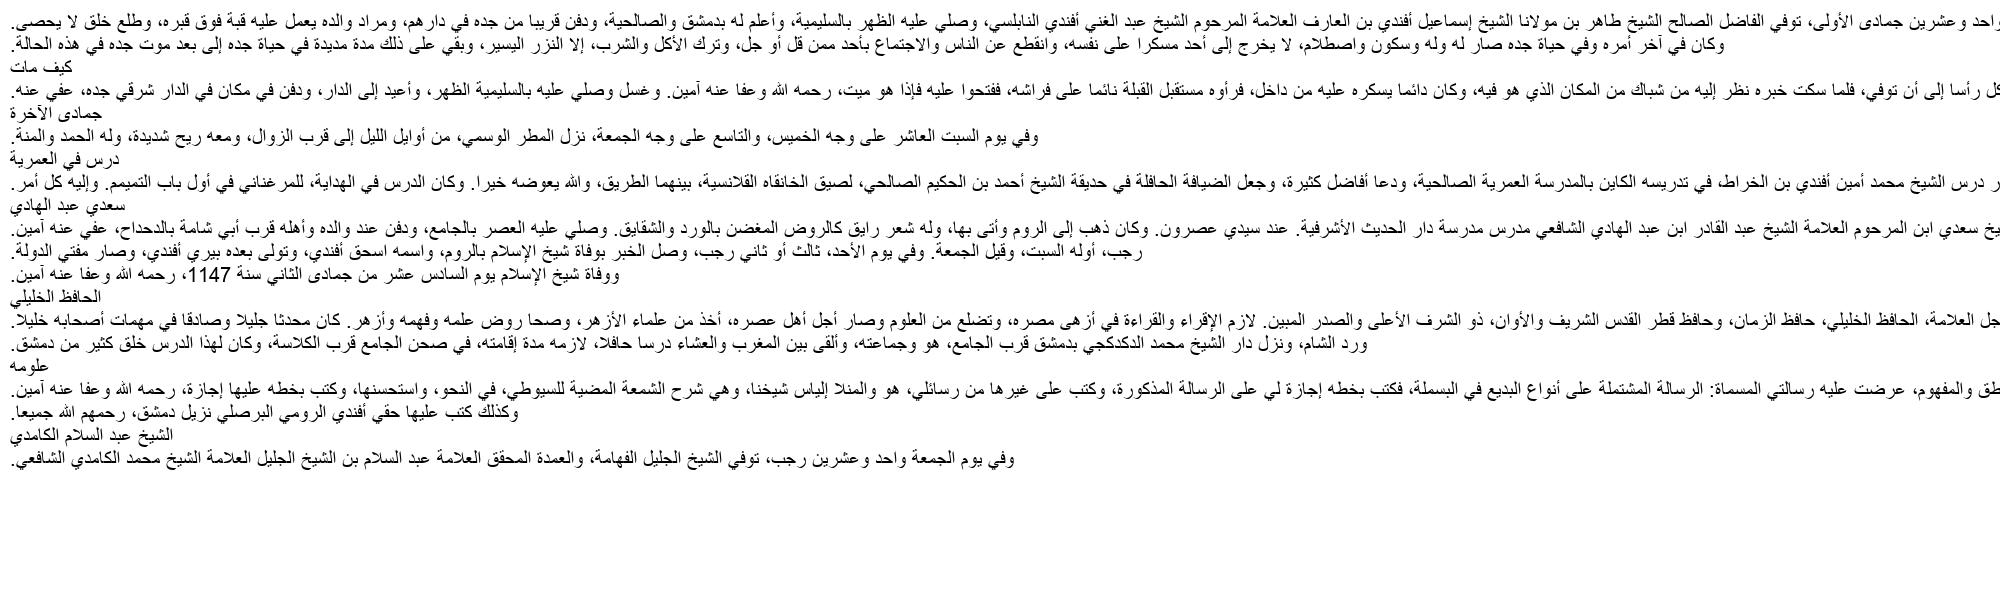 واحد وعشرين جمادى الأولى، توفي الفاضل الصالح الشيخ طاهر بن مولانا الشيخ إسماعيل أفندي بن العارف العلامة المرحوم الشيخ عبد الغني أفندي النابلسي، وصلي عليه الظهر بالسليمية، وأعلم له بدمشق والصالحية، ودفن قريبا من جده في دارهم، ومراد والده يعمل عليه قبة فوق قبره، وطلع خلق لا يحصى.
وكان في آخر أمره وفي حياة جده صار له وله وسكون واصطلام، لا يخرج إلى أحد مسكرا على نفسه، وانقطع عن الناس والاجتماع بأحد ممن قل أو جل، وترك الأكل والشرب، إلا النزر اليسير، وبقي على ذلك مدة مديدة في حياة جده إلى بعد موت جده في هذه الحالة.
كيف مات
كل رأسا إلى أن توفي، فلما سكت خبره نظر إليه من شباك من المكان الذي هو فيه، وكان دائما يسكره عليه من داخل، فرأوه مستقبل القبلة نائما على فراشه، ففتحوا عليه فإذا هو ميت، رحمه الله وعفا عنه آمين. وغسل وصلي عليه بالسليمية الظهر، وأعيد إلى الدار، ودفن في مكان في الدار شرقي جده، عفي عنه.
جمادى الآخرة
وفي يوم السبت العاشر على وجه الخميس، والتاسع على وجه الجمعة، نزل المطر الوسمي، من أوايل الليل إلى قرب الزوال، ومعه ريح شديدة، وله الحمد والمنة.
درس في العمرية
درس الشيخ محمد أمين أفندي بن الخراط، في تدريسه الكاين بالمدرسة العمرية الصالحية، ودعا أفاضل كثيرة، وجعل الضيافة الحافلة في حديقة الشيخ أحمد بن الحكيم الصالحي، لصيق الخانقاه القلانسية، بينهما الطريق، والله يعوضه خيرا. وكان الدرس في الهداية، للمرغناني في أول باب التميمم. وإليه كل أمر.
سعدي عبد الهادي
سعدي ابن المرحوم العلامة الشيخ عبد القادر ابن عبد الهادي الشافعي مدرس مدرسة دار الحديث الأشرفية. عند سيدي عصرون. وكان ذهب إلى الروم وأتى بها، وله شعر رايق كالروض المغضن بالورد والشقايق. وصلي عليه العصر بالجامع، ودفن عند والده وأهله قرب أبي شامة بالدحداح، عفي عنه آمين.
رجب، أوله السبت، وقيل الجمعة. وفي يوم الأحد، ثالث أو ثاني رجب، وصل الخبر بوفاة شيخ الإسلام بالروم، واسمه اسحق أفندي، وتولى بعده بيري أفندي، وصار مفتي الدولة.
ووفاة شيخ الإسلام يوم السادس عشر من جمادى الثاني سنة 1147، رحمه الله وعفا عنه آمين.
الحافظ الخليلي
العلامة، الحافظ الخليلي، حافظ الزمان، وحافظ قطر القدس الشريف والأوان، ذو الشرف الأعلى والصدر المبين. لازم الإقراء والقراءة في أزهى مصره، وتضلع من العلوم وصار أجل أهل عصره، أخذ من علماء الأزهر، وصحا روض علمه وفهمه وأزهر. كان محدثا جليلا وصادقا في مهمات أصحابه خليلا.
ورد الشام، ونزل دار الشيخ محمد الدكدكجي بدمشق قرب الجامع، هو وجماعته، وألقى بين المغرب والعشاء درسا حافلا، لازمه مدة إقامته، في صحن الجامع قرب الكلاسة، وكان لهذا الدرس خلق كثير من دمشق.
علومه
والمفهوم، عرضت عليه رسالتي المسماة: الرسالة المشتملة على أنواع البديع في البسملة، فكتب بخطه إجازة لي على الرسالة المذكورة، وكتب على غيرها من رسائلي، هو والمنلا إلياس شيخنا، وهي شرح الشمعة المضية للسيوطي، في النحو، واستحسنها، وكتب بخطه عليها إجازة، رحمه الله وعفا عنه آمين.
وكذلك كتب عليها حقي أفندي الرومي البرصلي نزيل دمشق، رحمهم الله جميعا.
الشيخ عبد السلام الكامدي
وفي يوم الجمعة واحد وعشرين رجب، توفي الشيخ الجليل الفهامة، والعمدة المحقق العلامة عبد السلام بن الشيخ الجليل العلامة الشيخ محمد الكامدي الشافعي.